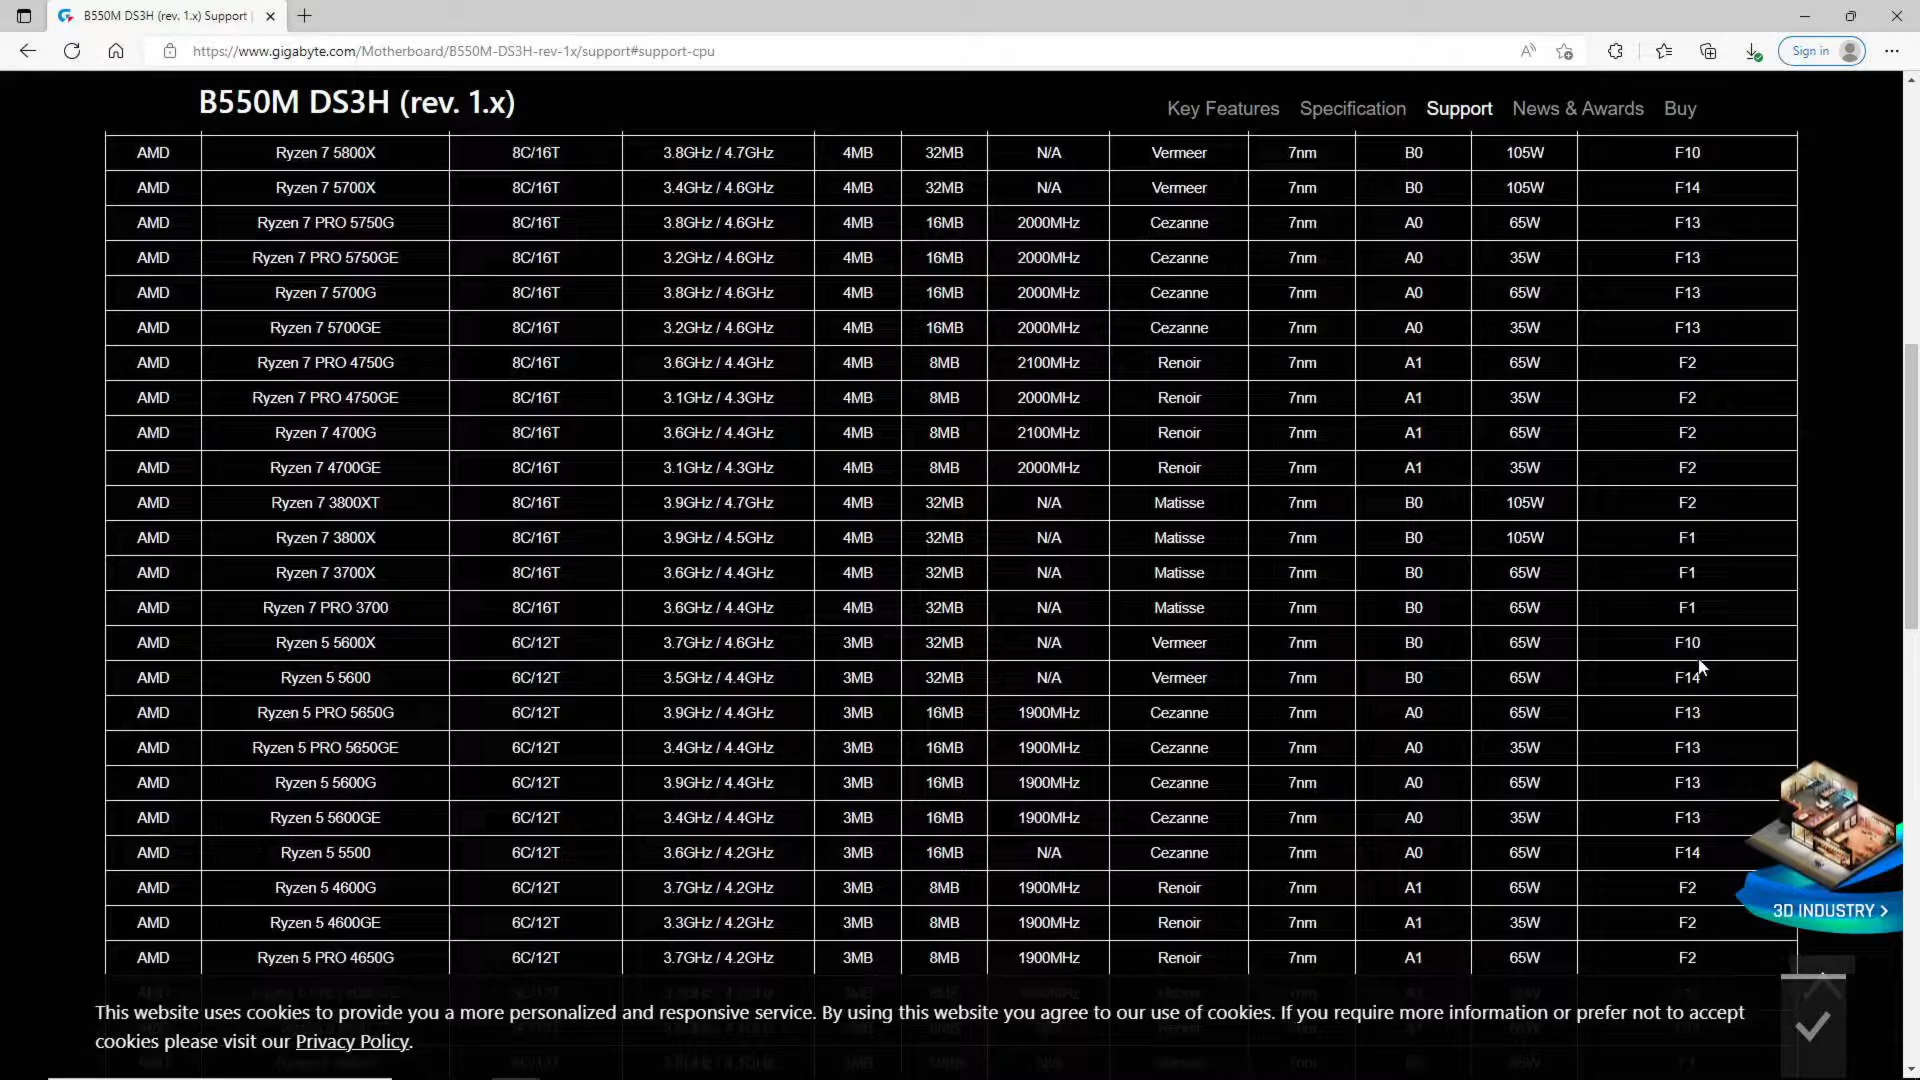 B550M DS3H (rev. 1.x) Support
https://www.gigabyte.com/Motherboard/B550M-DS3H-rev-1x/support#support-cpu
Sign in
B550M DS3H (rev. 1.x)
Key Features Specification Support News & Awards Buy
AMD Ryzen 7 5800X 8C/16T 3.8GHz / 4.7GHz 4MB 32MB N/A Vermeer 7nm B0 105W F10
AMD Ryzen 7 5700X 8C/16T 3.4GHz / 4.6GHz 4MB 32MB N/A Vermeer 7nm B0 105W F14
AMD Ryzen 7 PRO 5750G 8C/16T 3.8GHz / 4.6GHz 4MB 16MB 2000MHz Cezanne 7nm A0 65W F13
AMD Ryzen 7 PRO 5750GE 8C/16T 3.2GHz / 4.6GHz 4MB 16MB 2000MHz Cezanne 7nm A0 35W F13
AMD Ryzen 7 5700G 8C/16T 3.8GHz / 4.6GHz 4MB 16MB 2000MHz Cezanne 7nm A0 65W F13
AMD Ryzen 7 5700GE 8C/16T 3.2GHz / 4.6GHz 4MB 16MB 2000MHz Cezanne 7nm A0 35W F13
AMD Ryzen 7 PRO 4750G 8C/16T 3.6GHz / 4.4GHz 4MB 8MB 2100MHz Renoir 7nm A1 65W F2
AMD Ryzen 7 PRO 4750GE 8C/16T 3.1GHz / 4.3GHz 4MB 8MB 2000MHz Renoir 7nm A1 35W F2
AMD Ryzen 7 4700G 8C/16T 3.6GHz / 4.4GHz 4MB 8MB 2100MHz Renoir 7nm A1 65W F2
AMD Ryzen 7 4700GE 8C/16T 3.1GHz / 4.3GHz 4MB 8MB 2000MHz Renoir 7nm A1 35W F2
AMD Ryzen 7 3800XT 8C/16T 3.9GHz / 4.7GHz 4MB 32MB N/A Matisse 7nm B0 105W F2
AMD Ryzen 7 3800X 8C/16T 3.9GHz / 4.5GHz 4MB 32MB N/A Matisse 7nm B0 105W F1
AMD Ryzen 7 3700X 8C/16T 3.6GHz / 4.4GHz 4MB 32MB N/A Matisse 7nm B0 65W F1
AMD Ryzen 7 PRO 3700 8C/16T 3.6GHz / 4.4GHz 4MB 32MB N/A Matisse 7nm B0 65W F1
AMD Ryzen 5 5600X 6C/12T 3.7GHz / 4.6GHz 3MB 32MB N/A Vermeer 7nm B0 65W F10
AMD Ryzen 5 5600 6C/12T 3.5GHz / 4.4GHz 3MB 32MB N/A Vermeer 7nm B0 65W F14
AMD Ryzen 5 PRO 5650G 6C/12T 3.9GHz / 4.4GHz 3MB 16MB 1900MHz Cezanne 7nm A0 65W F13
AMD Ryzen 5 PRO 5650GE 6C/12T 3.4GHz / 4.4GHz 3MB 16MB 1900MHz Cezanne 7nm A0 35W F13
AMD Ryzen 5 5600G 6C/12T 3.9GHz / 4.4GHz 3MB 16MB 1900MHz Cezanne 7nm A0 65W F13
AMD Ryzen 5 5600GE 6C/12T 3.4GHz / 4.4GHz 3MB 16MB 1900MHz Cezanne 7nm A0 35W F13
AMD Ryzen 5 5500 6C/12T 3.6GHz / 4.2GHz 3MB 16MB N/A Cezanne 7nm A0 65W F14
AMD Ryzen 5 4600G 6C/12T 3.7GHz / 4.2GHz 3MB 8MB 1900MHz Renoir 7nm A1 65W F2
AMD Ryzen 5 4600GE 6C/12T 3.3GHz / 4.2GHz 3MB 8MB 1900MHz Renoir 7nm A1 35W F2
AMD Ryzen 5 PRO 4650G 6C/12T 3.7GHz / 4.2GHz 3MB 8MB 1900MHz Renoir 7nm A1 65W F2
3D INDUSTRY >
This website uses cookies to provide you a more personalized and responsive service. By using this website you agree to our use of cookies. If you require more information or prefer not to accept
cookies please visit our Privacy Policy.